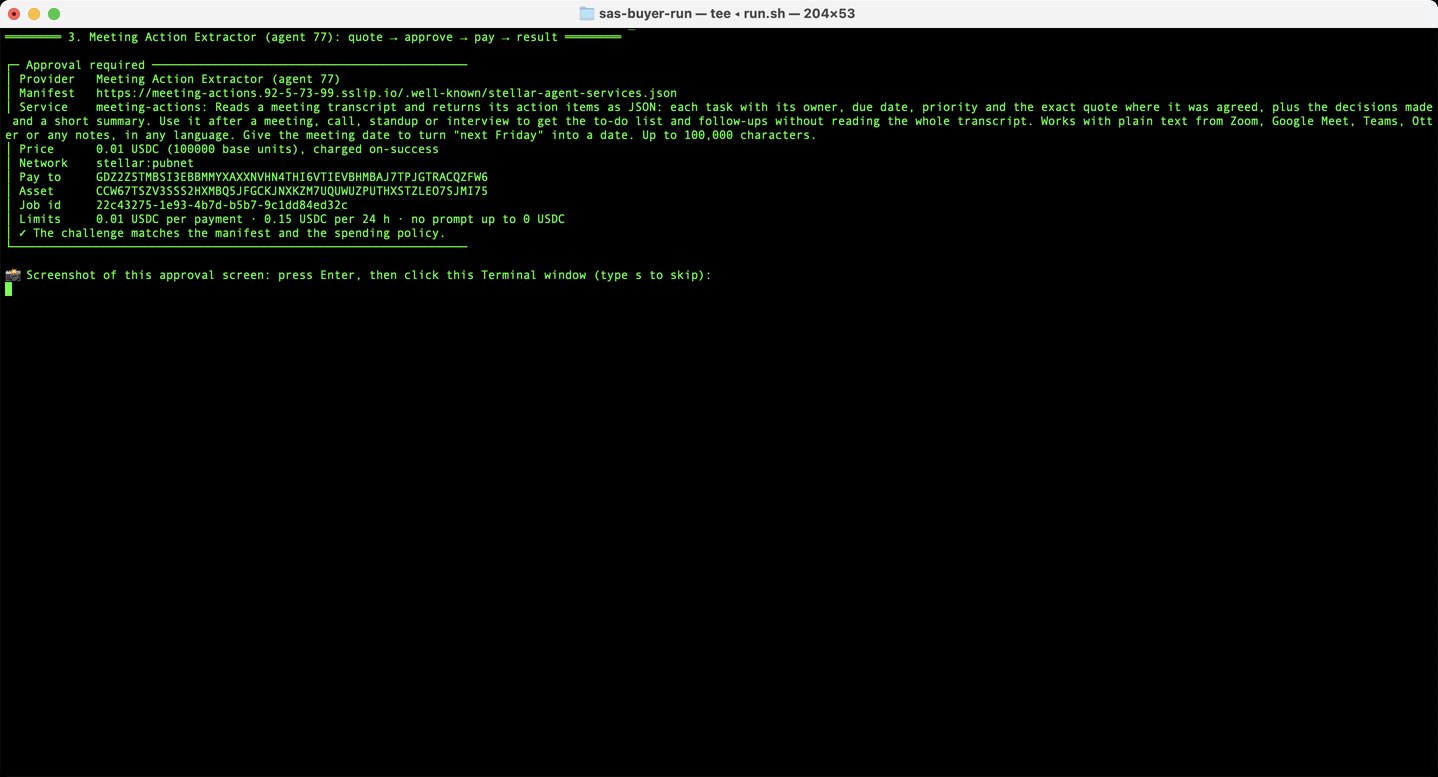 sas-buyer-run — tee ◂ run.sh — 204×53
════════ 3. Meeting Action Extractor (agent 77): quote → approve → pay → result ════════
┌─ Approval required ─────────────────────────────────────────────
│ Provider   Meeting Action Extractor (agent 77)
│ Manifest   https://meeting-actions.92-5-73-99.sslip.io/.well-known/stellar-agent-services.json
│ Service    meeting-actions: Reads a meeting transcript and returns its action items as JSON: each task with its owner, due date, priority and the exact quote where it was agreed, plus the decisions made
and a short summary. Use it after a meeting, call, standup or interview to get the to-do list and follow-ups without reading the whole transcript. Works with plain text from Zoom, Google Meet, Teams, Ott
er or any notes, in any language. Give the meeting date to turn "next Friday" into a date. Up to 100,000 characters.
│ Price      0.01 USDC (100000 base units), charged on-success
│ Network    stellar:pubnet
│ Pay to     GDZ2Z5TMBSI3EBBMMYXAXXNVHN4THI6VTIEVBHMBAJ7TPJGTRACQZFW6
│ Asset      CCW67TSZV3SSS2HXMBQ5JFGCKJNXKZM7UQUWUZPUTHXSTZLEO7SJMI75
│ Job id     22c43275-1e93-4b7d-b5b7-9c1dd84ed32c
│ Limits     0.01 USDC per payment · 0.15 USDC per 24 h · no prompt up to 0 USDC
│ ✓ The challenge matches the manifest and the spending policy.
└─────────────────────────────────────────────────────────────────
📸 Screenshot of this approval screen: press Enter, then click this Terminal window (type s to skip):